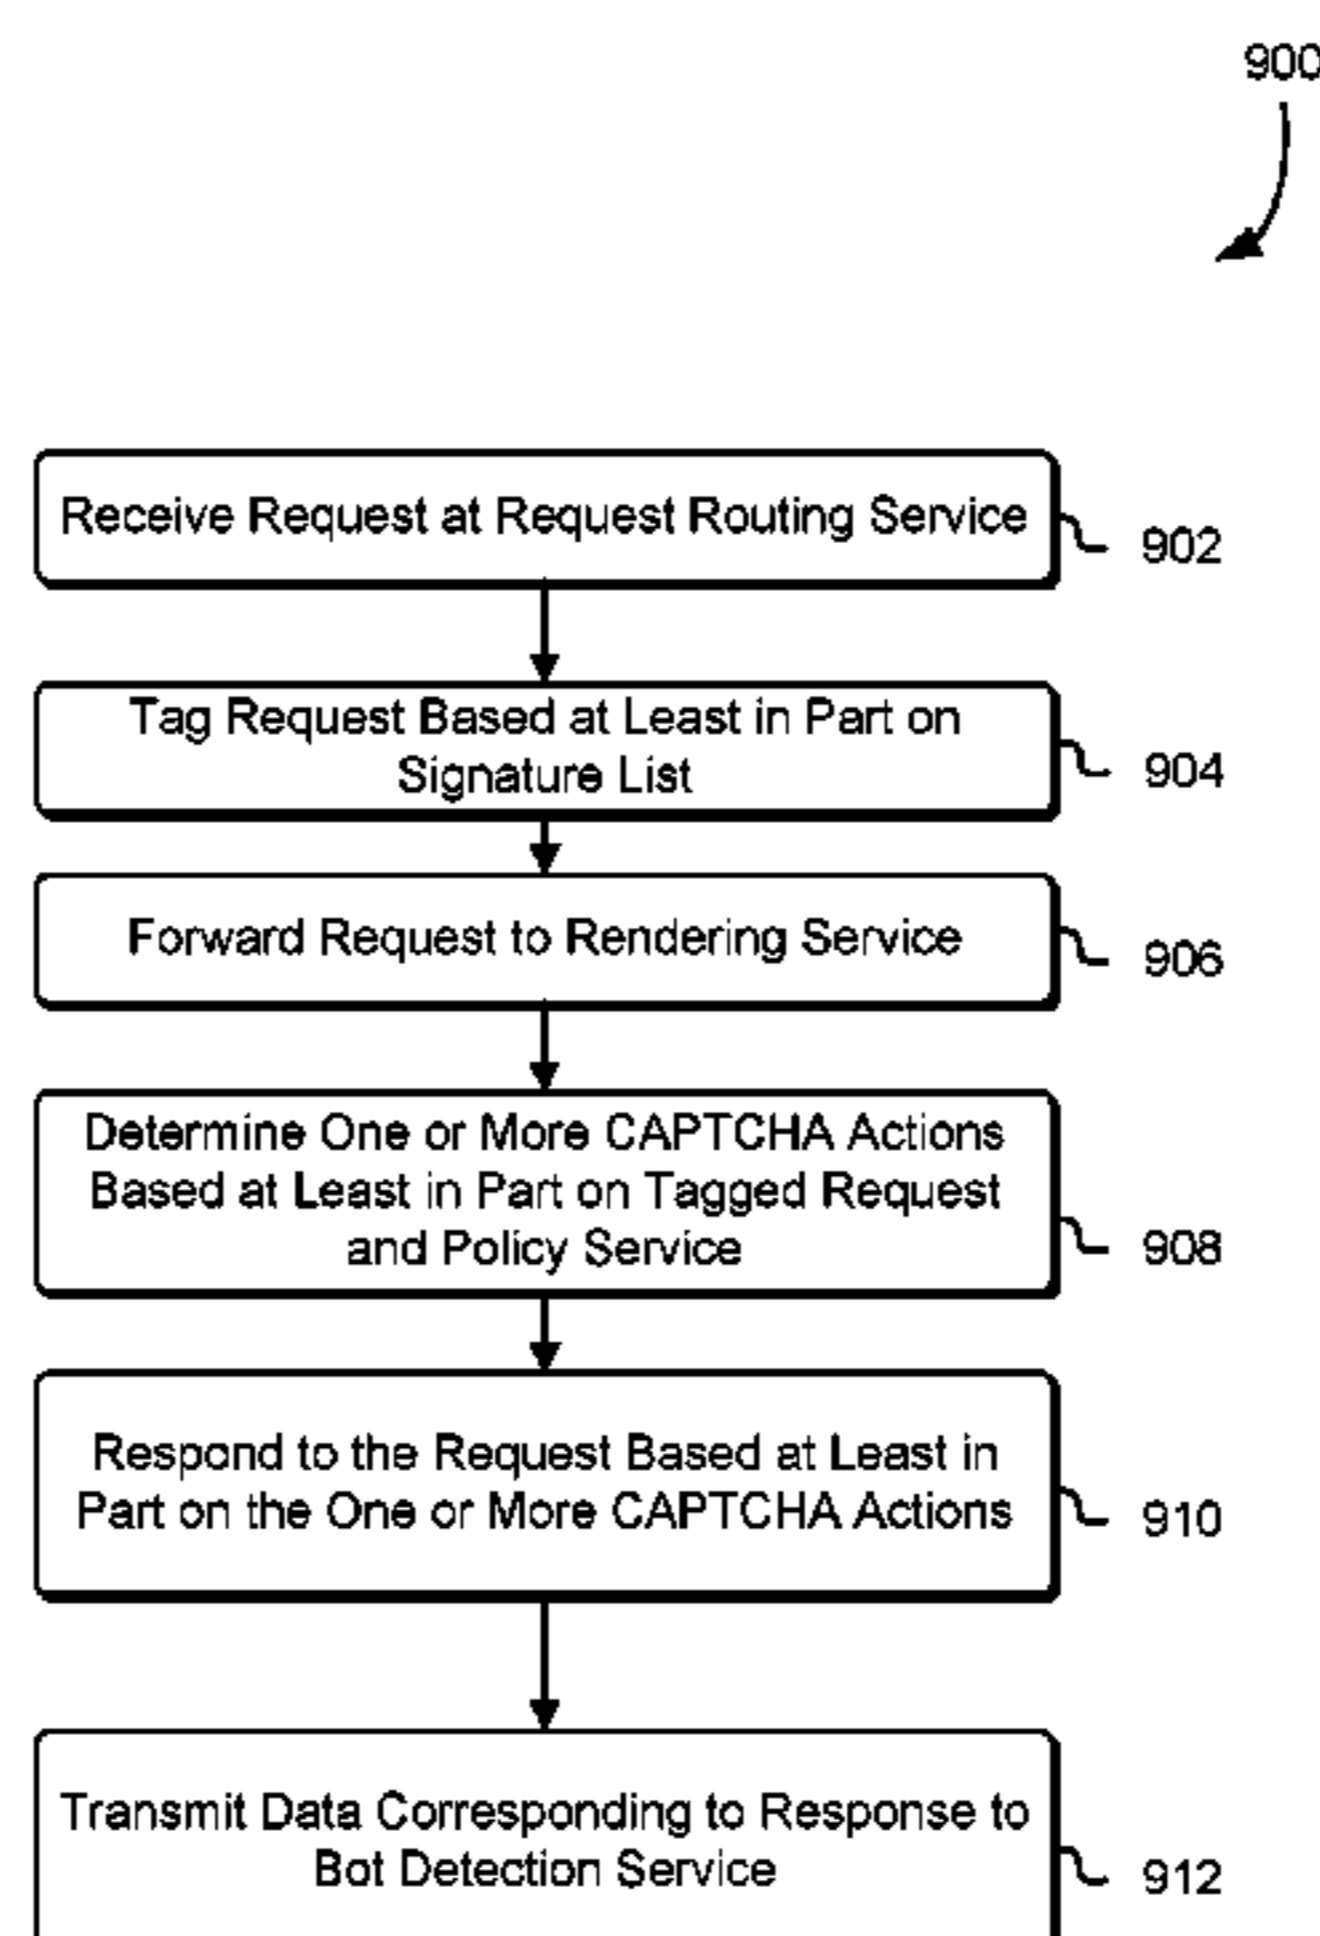 900
Receive Request at Request Routing Service
902
Tag Request Based at Least in Part on
Signature List
904
Forward Request to Rendering Service
906
Determine One or More CAPTCHA Actions
Based at Least in Part on Tagged Request
and Policy Service
908
Respond to the Request Based at Least in
Part on the One or More CAPTCHA Actions
910
Transmit Data Corresponding to Response to
Bot Detection Service
912